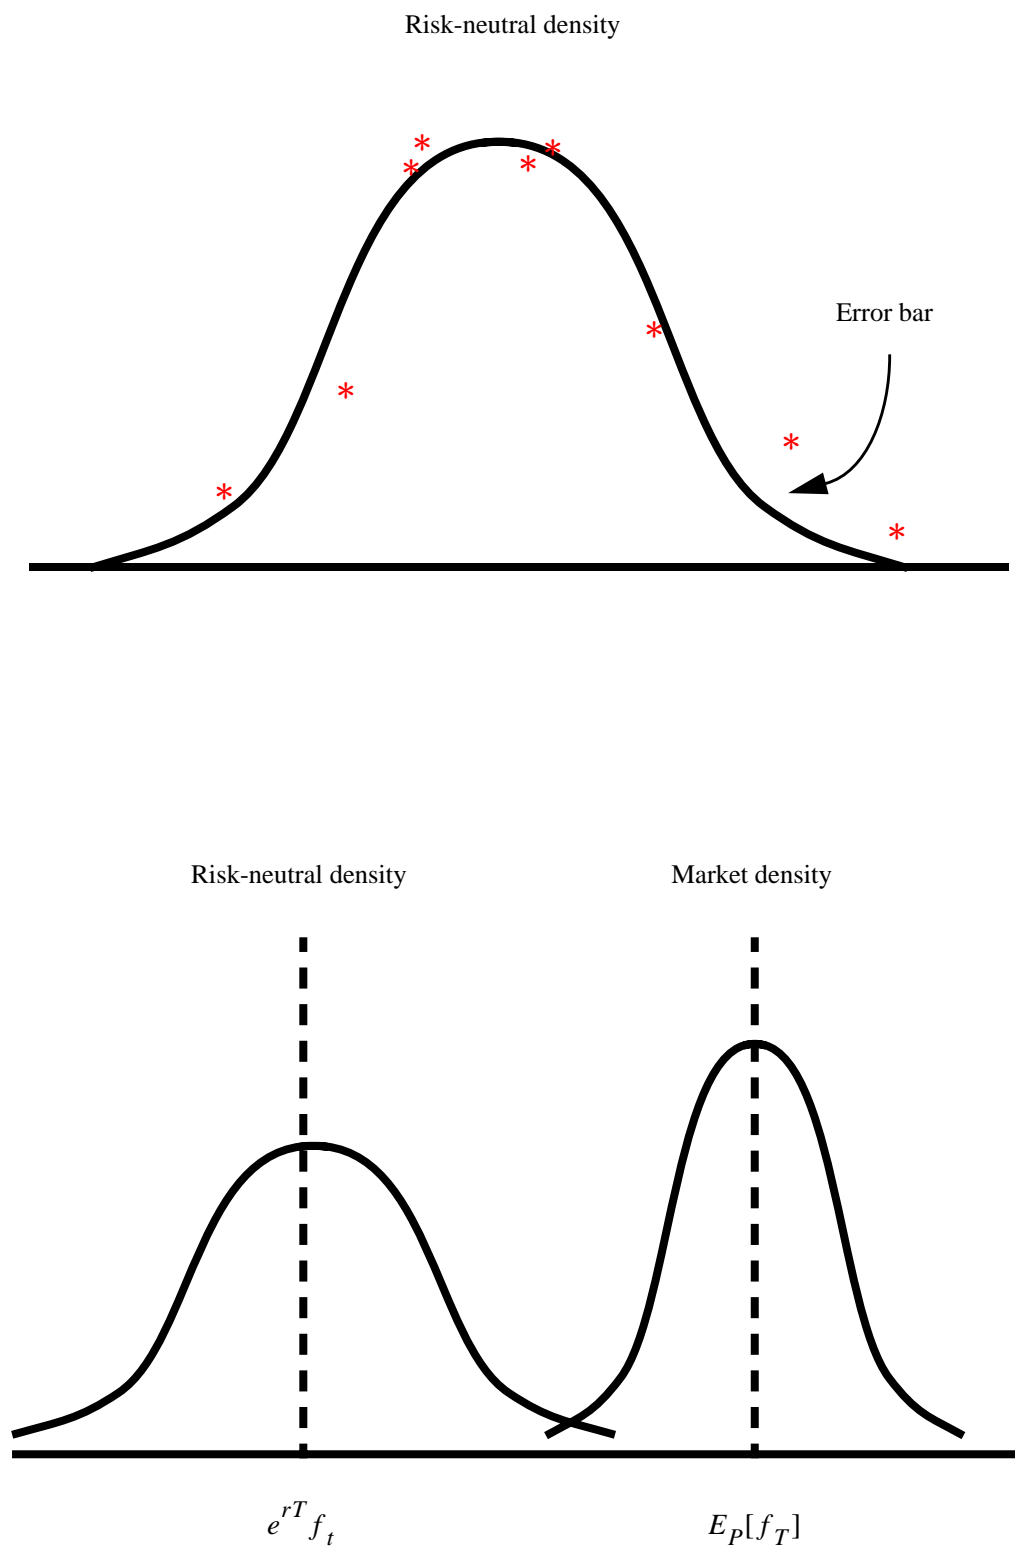 Risk-neutral density
Error bar
Risk-neutral density Market density
e^{rT} f_t E_P[f_T]